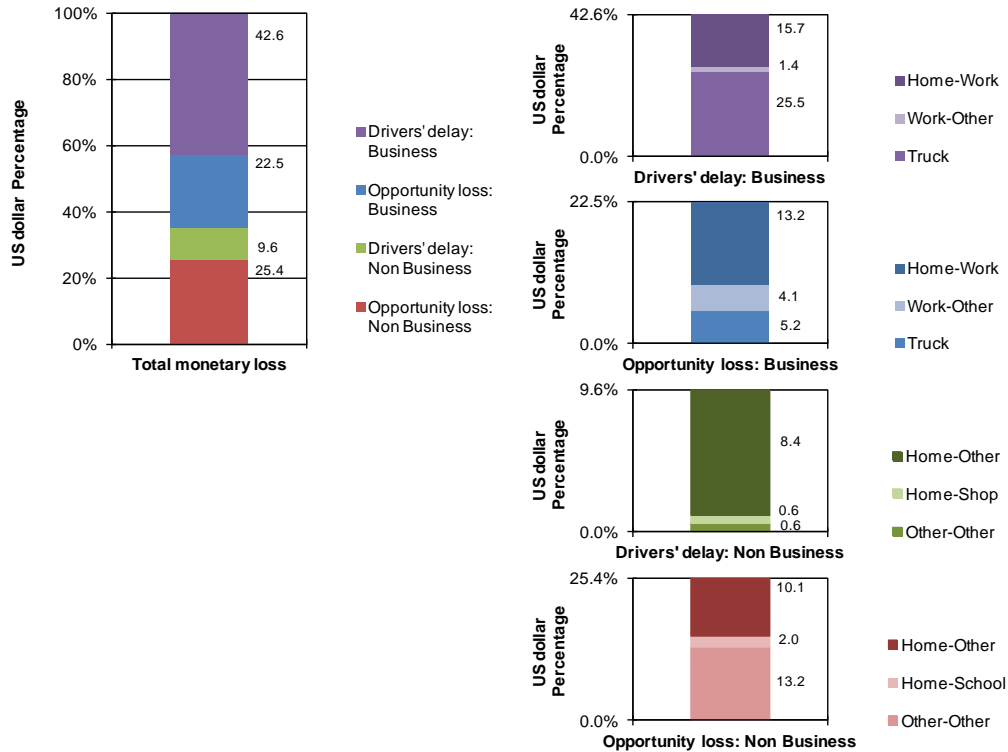 100%
80%
60%
40%
20%
0%
US dollar Percentage
42.6
22.5
9.6
25.4
Total monetary loss
Drivers' delay:
Business
Opportunity loss:
Business
Drivers' delay:
Non Business
Opportunity loss:
Non Business
42.6%
0.0%
US dollar
Percentage
15.7
1.4
25.5
Drivers' delay: Business
Home-Work
Work-Other
Truck
22.5%
0.0%
US dollar
Percentage
13.2
4.1
5.2
Opportunity loss: Business
Home-Work
Work-Other
Truck
9.6%
0.0%
US dollar
Percentage
8.4
0.6
0.6
Drivers' delay: Non Business
Home-Other
Home-Shop
Other-Other
25.4%
0.0%
US dollar
Percentage
10.1
2.0
13.2
Opportunity loss: Non Business
Home-Other
Home-School
Other-Other